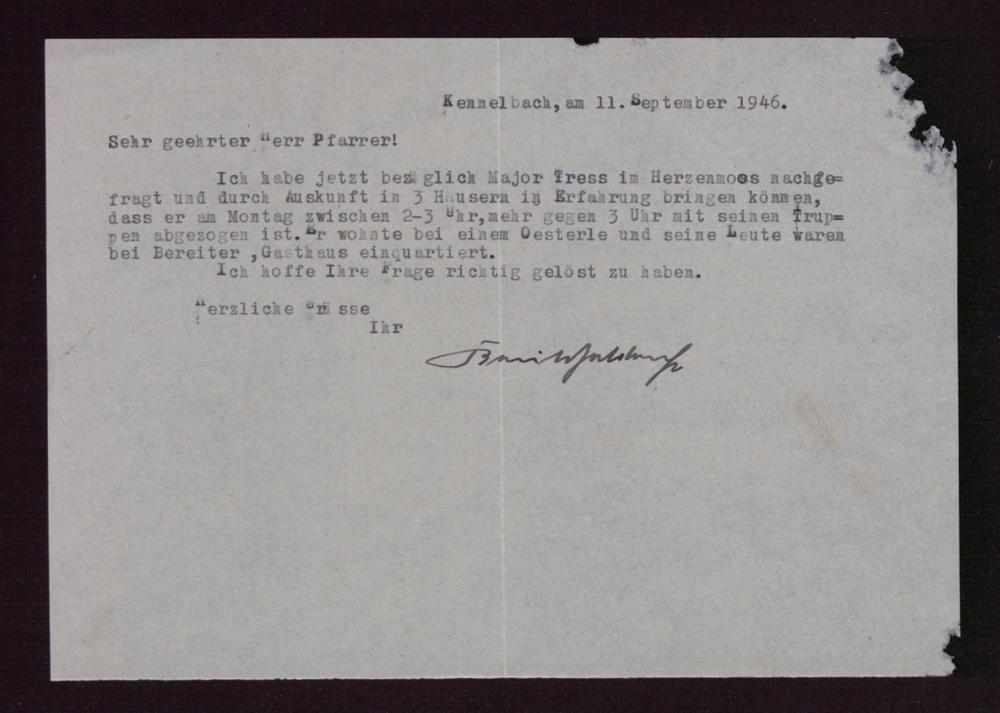 Kennelbach, am 11. September 1946.
Sehr geehrter Herr Pfarrer!
Ich habe jetzt bezüglich Major Tress im Herzenmoos nachge=
fragt und durch Auskunft in 3 Häusern in Erfahrung bringen können,
dass er am Montag zwischen 2-3 Uhr, mehr gegen 3 Uhr mit seinen Trup=
pen abgezogen ist. Er wohnte bei einem Oesterle und seine Leute waren
bei Bereiter ,Gasthaus einquartiert.
Ich hoffe Ihre Frage richtig gelöst zu haben.
Herzliche Grüsse
Ihr